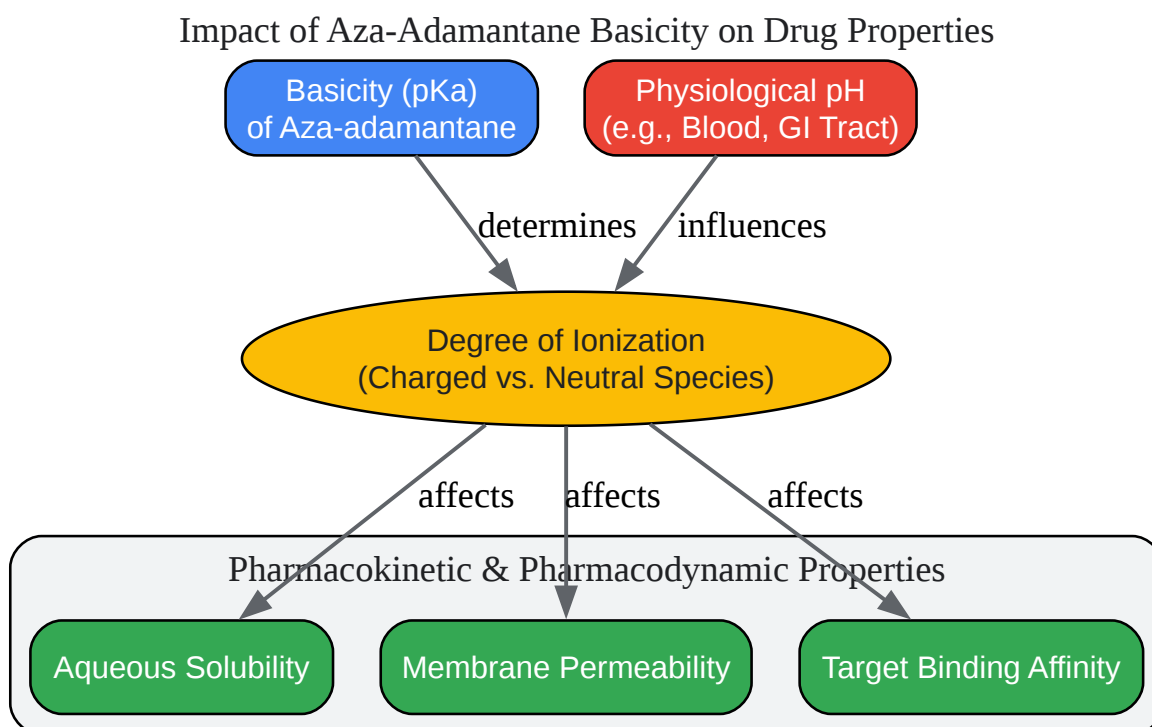 Impact of Aza-Adamantane Basicity on Drug Properties
Basicity (pKa)
of Aza-adamantane
Physiological pH
(e.g., Blood, GI Tract)
determines
influences
Degree of Ionization
(Charged vs. Neutral Species)
affects
affects
affects
Pharmacokinetic & Pharmacodynamic Properties
Aqueous Solubility
Membrane Permeability
Target Binding Affinity